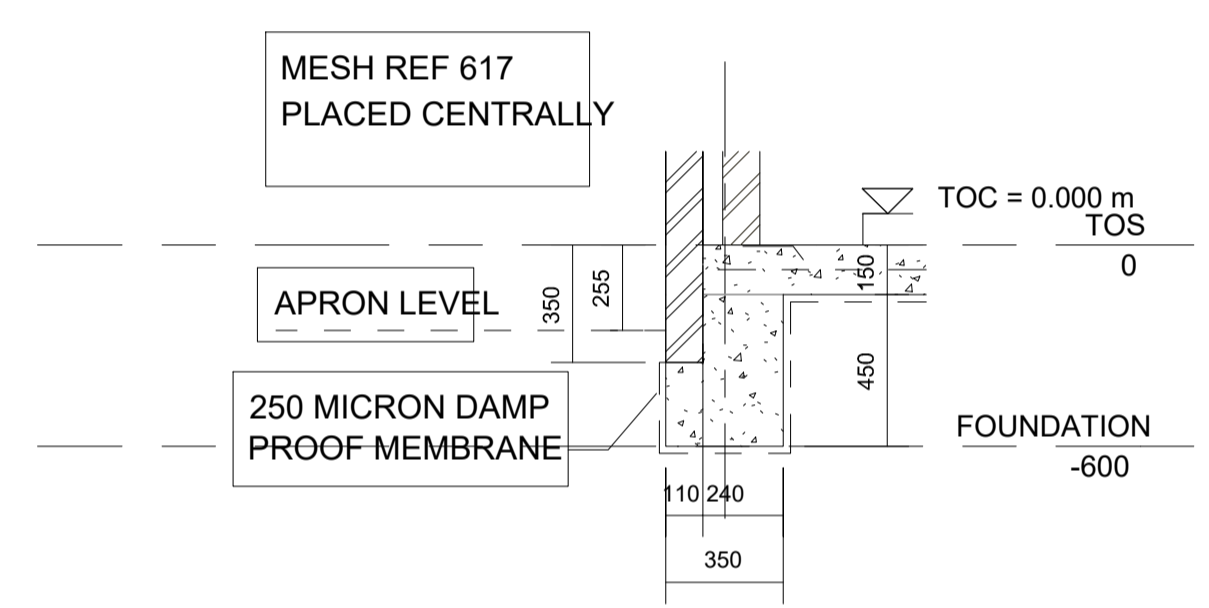 MESH REF 617
PLACED CENTRALLY
TOC = 0.000 m
TOS
0
APRON LEVEL
350
255
150
450
250 MICRON DAMP
PROOF MEMBRANE
FOUNDATION
-600
110 240
350